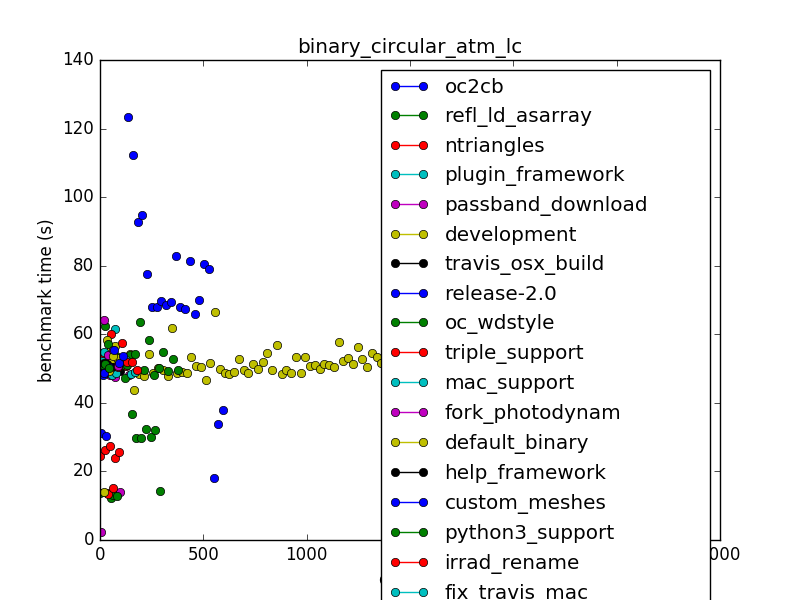 binary_circular_atm_lc
benchmark time (s)
140
120
100
80
60
40
20
0
0
500
1000
000
oc2cb
refl_ld_asarray
ntriangles
plugin_framework
passband_download
development
travis_osx_build
release-2.0
oc_wdstyle
triple_support
mac_support
fork_photodynam
default_binary
help_framework
custom_meshes
python3_support
irrad_rename
fix_travis_mac